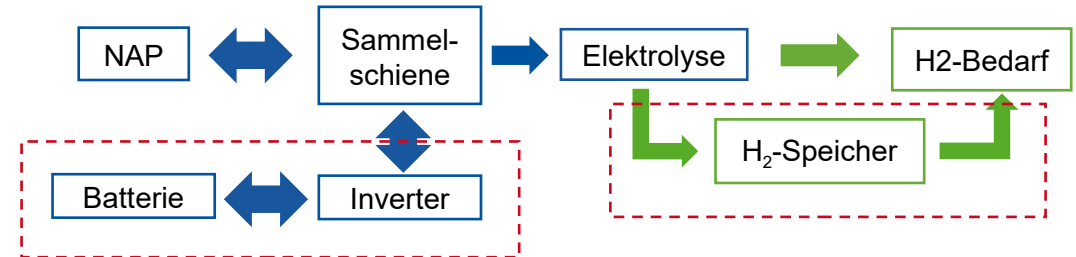 NAP
Sammel-
schiene
Elektrolyse
H2-Bedarf
Batterie
Inverter
H₂-Speicher